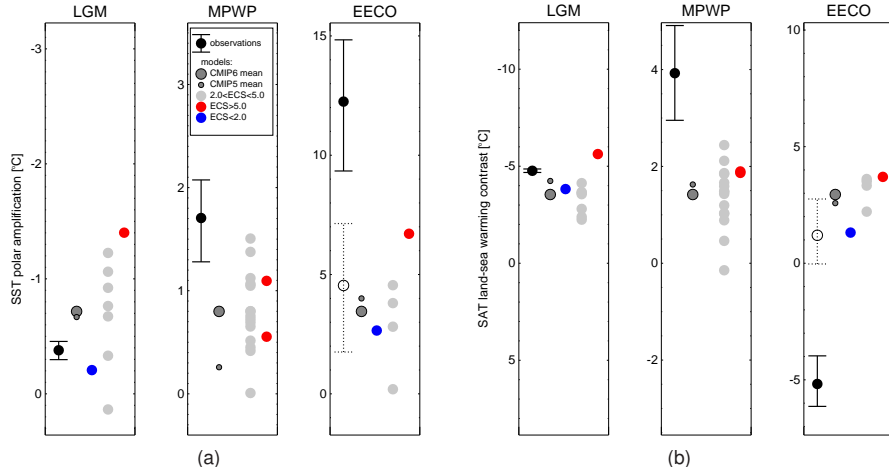 LGM MPWP EECO
SST polar amplification [°C]
-3
-2
-1
0
3
2
1
0
15
10
5
0
observations
models:
CMIP6 mean
CMIP5 mean
2.0<ECS<5.0
ECS>5.0
ECS<2.0
(a)
LGM MPWP EECO
SAT land-sea warming contrast [°C]
-10
-5
0
5
4
2
0
-2
10
5
0
-5
(b)